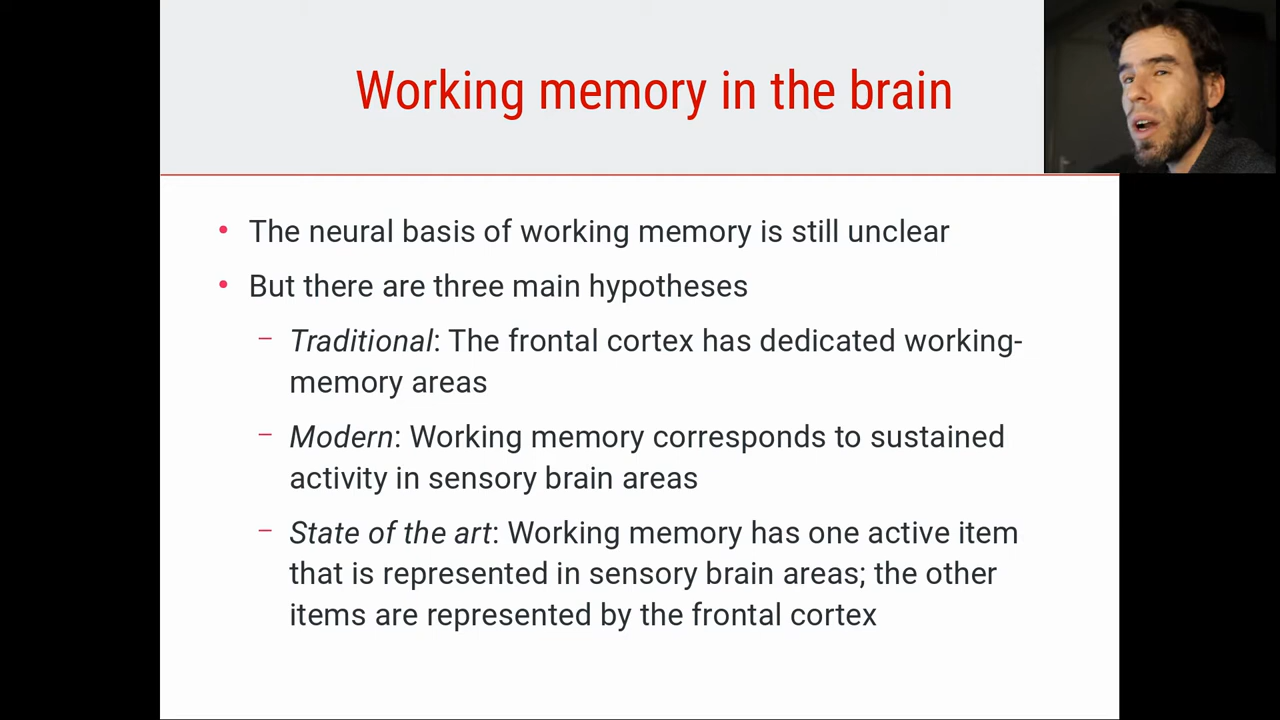 Working memory in the brain
• The neural basis of working memory is still unclear
• But there are three main hypotheses
– Traditional: The frontal cortex has dedicated working-
memory areas
– Modern: Working memory corresponds to sustained
activity in sensory brain areas
– State of the art: Working memory has one active item
that is represented in sensory brain areas; the other
items are represented by the frontal cortex